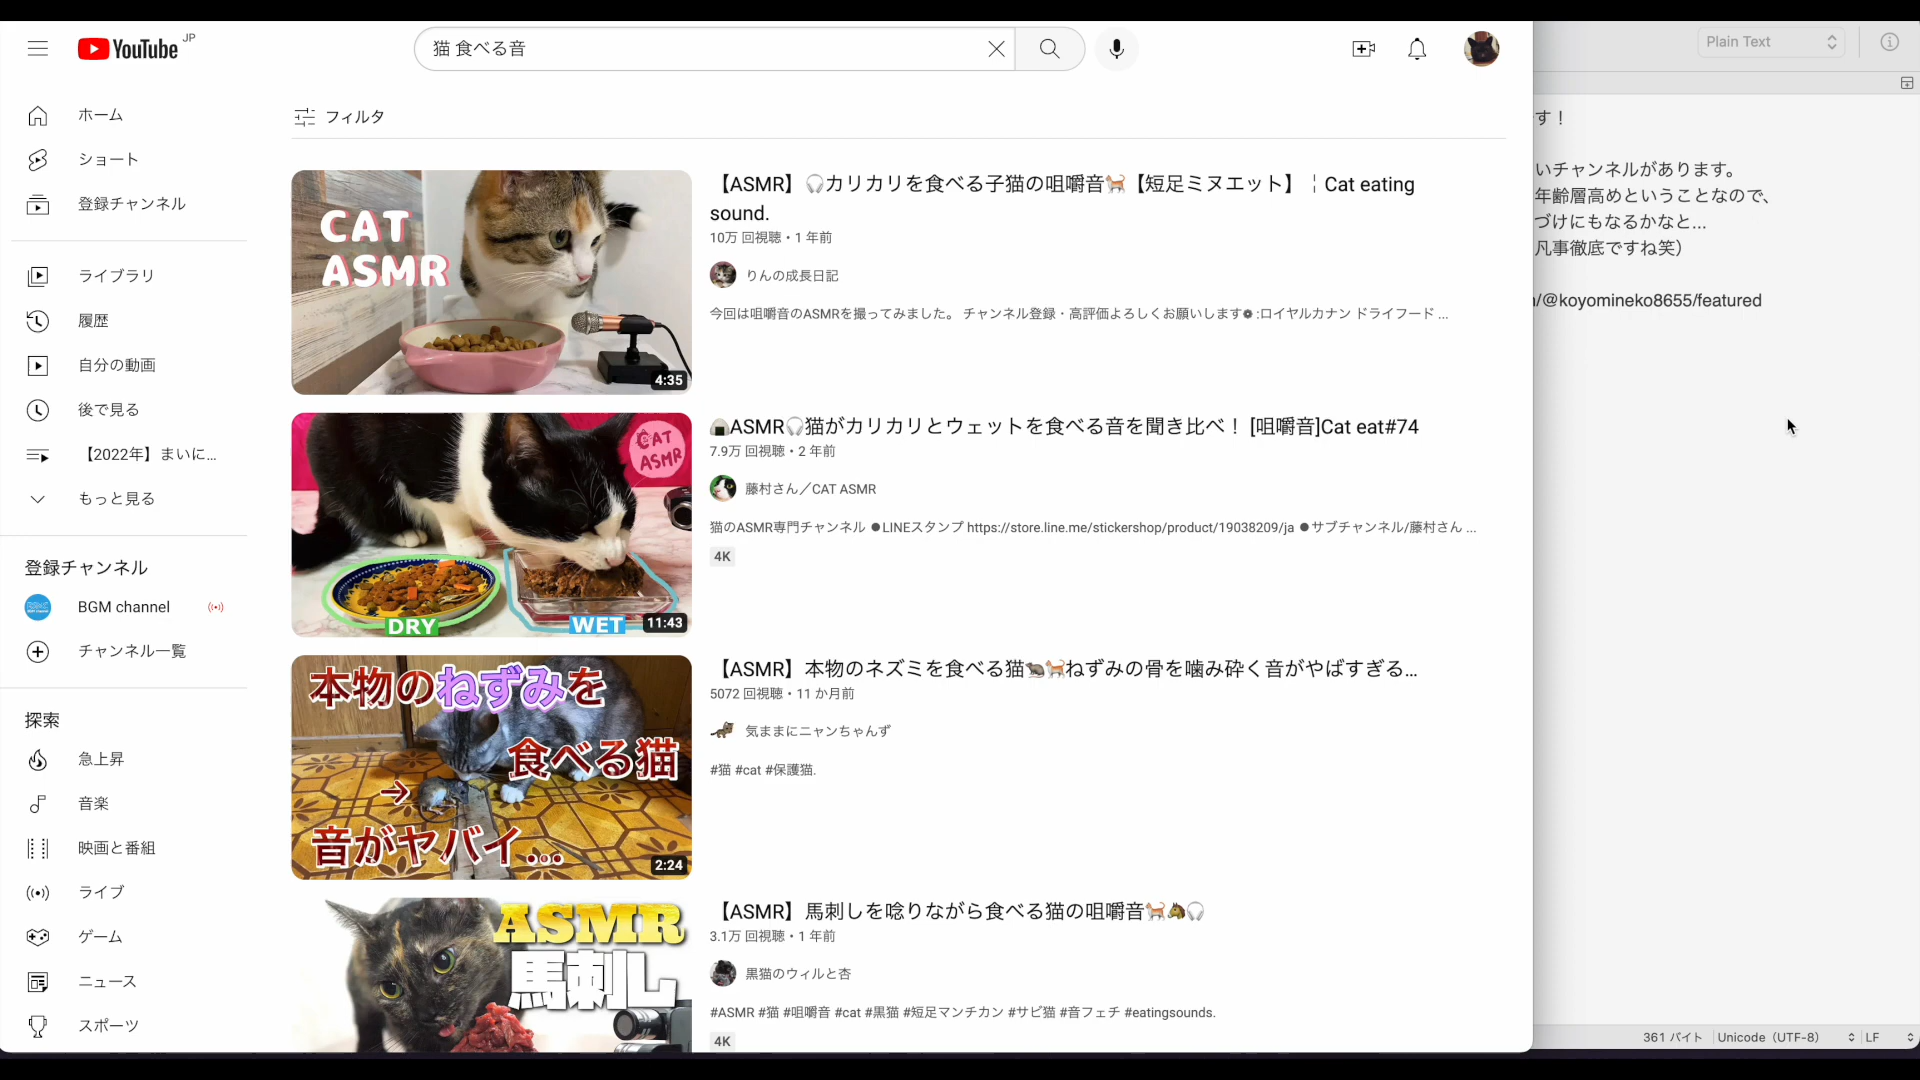 YouTube JP
猫 食べる音
Plain Text
ホーム
ショート
登録チャンネル
ライブラリ
履歴
自分の動画
後で見る
【2022年】まいに...
もっと見る
登録チャンネル
BGM channel
チャンネル一覧
探索
急上昇
音楽
映画と番組
ライブ
ゲーム
ニュース
スポーツ
フィルタ
CAT
ASMR
4:35
【ASMR】🎧カリカリを食べる子猫の咀嚼音🐈【短足ミヌエット】¦Cat eating
sound.
10万 回視聴・1 年前
りんの成長日記
今回は咀嚼音のASMRを撮ってみました。 チャンネル登録・高評価よろしくお願いします❁ :ロイヤルカナン ドライフード ...
CAT
ASMR
DRY
WET
11:43
🍙ASMR🎧猫がカリカリとウェットを食べる音を聞き比べ！ [咀嚼音]Cat eat#74
7.9万 回視聴・2 年前
藤村さん／CAT ASMR
猫のASMR専門チャンネル ●LINEスタンプ https://store.line.me/stickershop/product/19038209/ja ●サブチャンネル/藤村さん ...
4K
本物のねずみを
食べる猫
→
音がヤバイ...
2:24
【ASMR】本物のネズミを食べる猫🐀🐈ねずみの骨を噛み砕く音がやばすぎる...
5072 回視聴・11 か月前
気ままにニャンちゃんず
#猫 #cat #保護猫.
ASMR
馬刺し
【ASMR】馬刺しを唸りながら食べる猫の咀嚼音🐈🐴🎧
3.1万 回視聴・1 年前
黒猫のウィルと杏
#ASMR #猫 #咀嚼音 #cat #黒猫 #短足マンチカン #サビ猫 #音フェチ #eatingsounds.
4K
す！
いチャンネルがあります。
年齢層高めということなので、
づけにもなるかなと...
凡事徹底ですね笑）
/@koyomineko8655/featured
361 バイト
Unicode（UTF-8）
LF